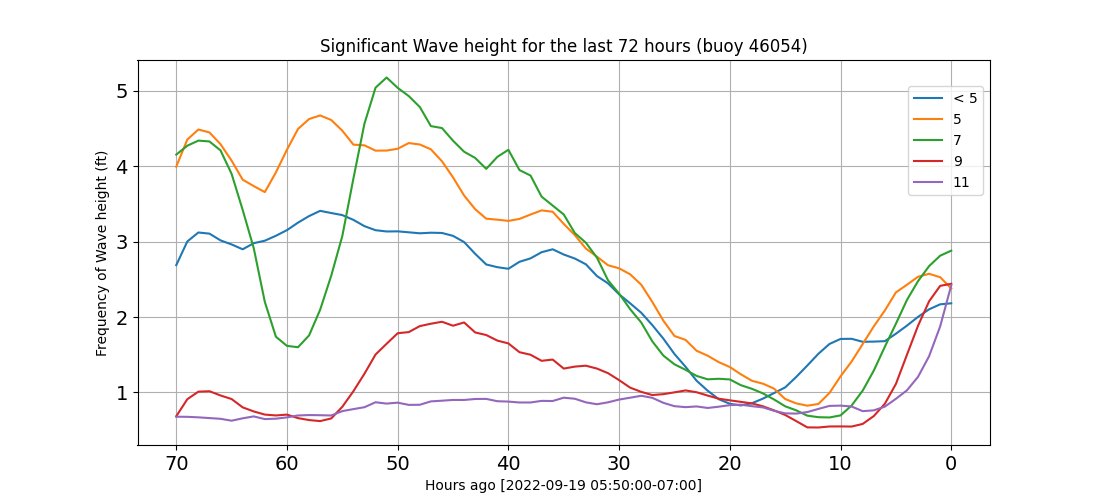 Significant Wave height for the last 72 hours (buoy 46054)
Frequency of Wave height (ft)
5
4
3
2
1
< 5
5
7
9
11
70 60 50 40 30 20 10 0
Hours ago [2022-09-19 05:50:00-07:00]